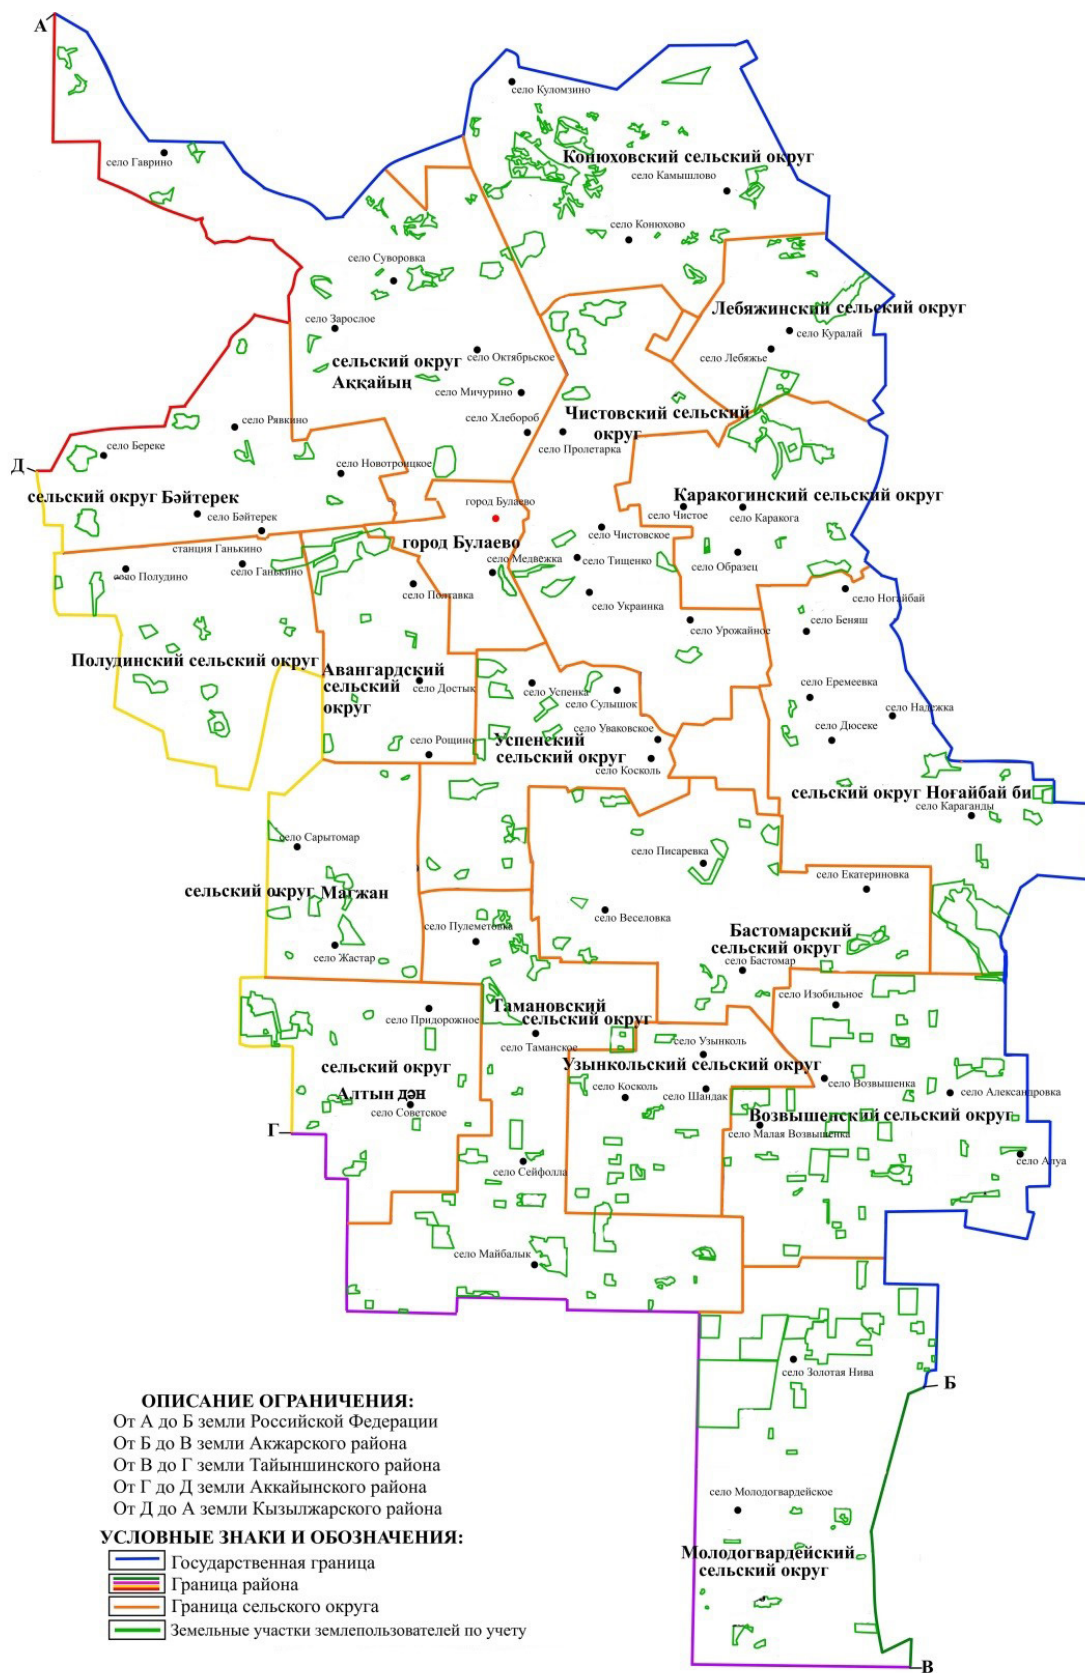 А
село Куломзино
село Гаврино
Конюховский сельский округ
село Камышлово
село Конюхово
село Суворовка
Лебяжинский сельский округ
село Заросло​е
село Куралай
село Лебяжье
сельский округ
Аққайың
село Октябрьское
село Мичурино
село Хлебороб
Чистовский сельский
округ
село Рявкино
село Пролетарка
село Береке
Д
село Новотроицкое
сельский округ Бәйтерек
Каракогинский сельский округ
город Булаево
село Бәйтерек
село Чистое
село Каракога
село Чистовское
станция Ганькино
город Булаево
село Медвежка
село Тищенко
село Образец
село Полудино
село Ганькино
село Полтавка
село Украинка
село Ногайбай
село Урожайное
село Беняш
Полудинский сельский округ
Авангардский
сельский
округ
село Достык
село Успенка
село Сулышок
село Еремеевка
село Надежка
село Дюсеке
село Уваковское
село Рощино
Успенский
сельский округ
село Косколь
сельский округ Ноғайбай би
село Караганды
село Сарытомар
село Писаревка
село Екатериновка
сельский округ Магжан
село Веселовка
село Пулеметовка
Бастомарский
сельский округ
село Жастар
село Бастомар
село Изобильное
село Придорожное
Тамановский
сельский округ
село Таманское
село Узынколь
сельский округ
Алтын дән
Узынкольский сельский округ
село Косколь
село Шандак
село Возвышенка
село Александровка
село Советское
Возвышенский сельский округ
Г
село Малая Возвышенка
село Сейфолла
село Алуа
село Майбалык
село Золотая Нива
Б
ОПИСАНИЕ ОГРАНИЧЕНИЯ:
От А до Б земли Российской Федерации
От Б до В земли Акжарского района
От В до Г земли Тайыншинского района
От Г до Д земли Аккайынского района
От Д до А земли Кызылжарского района
село Молодогвардейское
УСЛОВНЫЕ ЗНАКИ И ОБОЗНАЧЕНИЯ:
Государственная граница
Граница района
Граница сельского округа
Земельные участки землепользователей по учету
Молодогвардейский
сельский округ
В